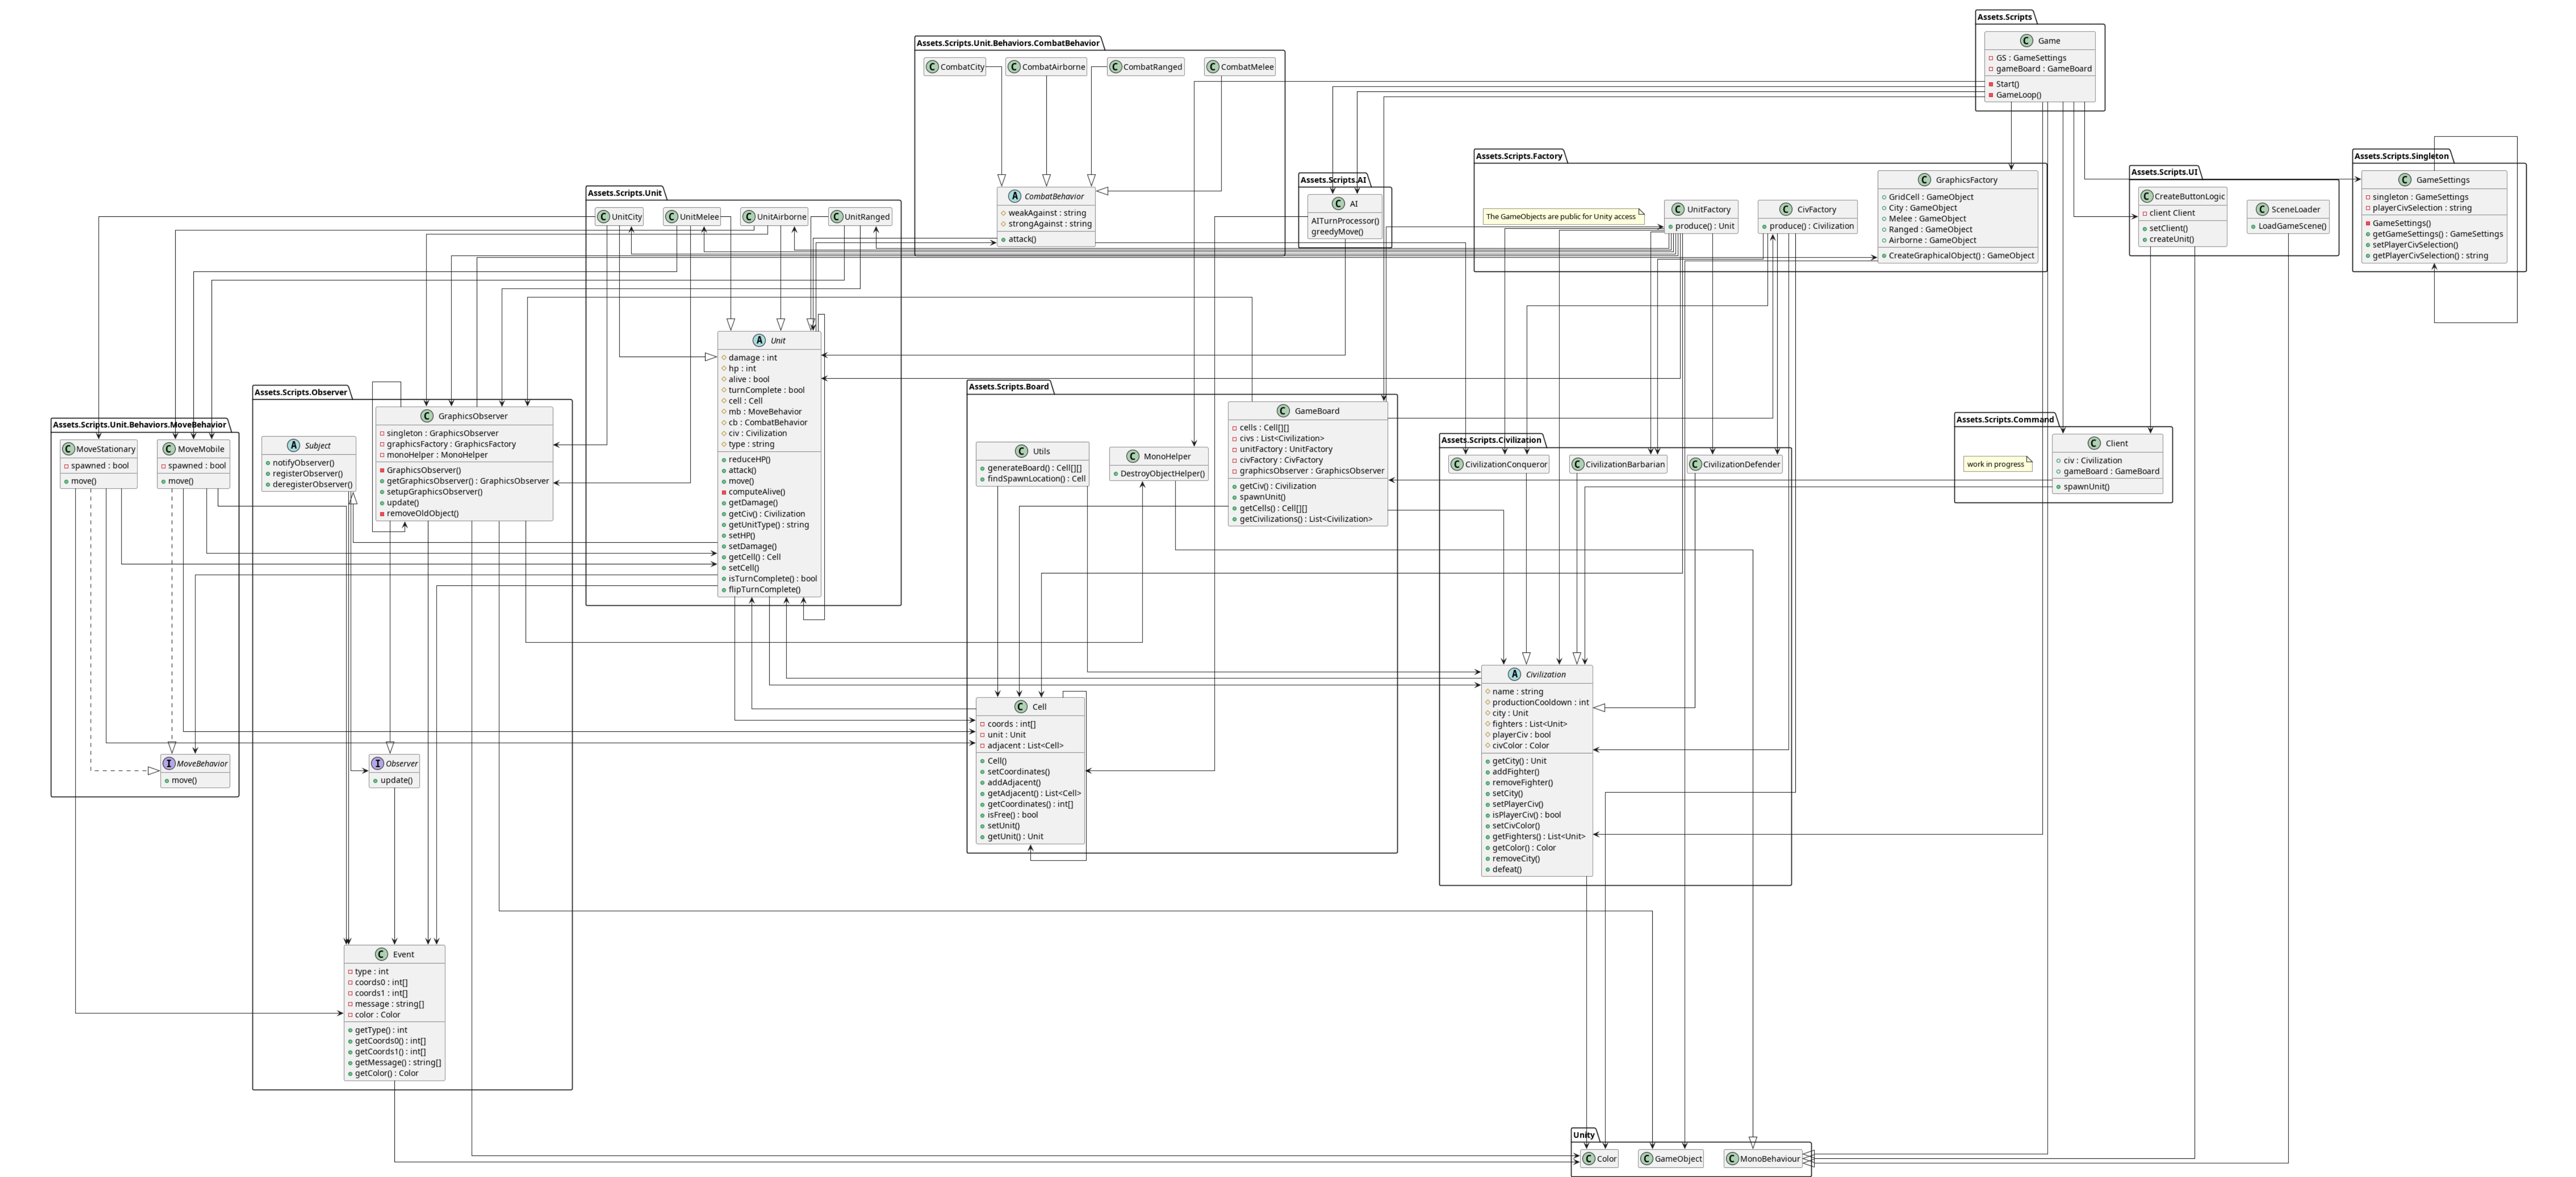 Assets.Scripts
Game
GS : GameSettings
gameBoard : GameBoard
Start()
GameLoop()
Assets.Scripts.Unit.Behaviors.CombatBehavior
CombatCity
CombatAirborne
CombatRanged
CombatMelee
CombatBehavior
weakAgainst : string
strongAgainst : string
attack()
Assets.Scripts.Factory
The GameObjects are public for Unity access
UnitFactory
produce() : Unit
CivFactory
produce() : Civilization
GraphicsFactory
GridCell : GameObject
City : GameObject
Melee : GameObject
Ranged : GameObject
Airborne : GameObject
CreateGraphicalObject() : GameObject
Assets.Scripts.Singleton
GameSettings
singleton : GameSettings
playerCivSelection : string
GameSettings()
getGameSettings() : GameSettings
setPlayerCivSelection()
getPlayerCivSelection() : string
Assets.Scripts.UI
CreateButtonLogic
client Client
setClient()
createUnit()
SceneLoader
LoadGameScene()
Assets.Scripts.AI
AI
AITurnProcessor()
greedyMove()
Assets.Scripts.Unit
UnitCity
UnitMelee
UnitAirborne
UnitRanged
Unit
damage : int
hp : int
alive : bool
turnComplete : bool
cell : Cell
mb : MoveBehavior
cb : CombatBehavior
civ : Civilization
type : string
reduceHP()
attack()
move()
computeAlive()
getDamage()
getCiv() : Civilization
getUnitType() : string
setHP()
setDamage()
getCell() : Cell
setCell()
isTurnComplete() : bool
flipTurnComplete()
Assets.Scripts.Observer
GraphicsObserver
singleton : GraphicsObserver
graphicsFactory : GraphicsFactory
monoHelper : MonoHelper
GraphicsObserver()
getGraphicsObserver() : GraphicsObserver
setupGraphicsObserver()
update()
removeOldObject()
Subject
notifyObserver()
registerObserver()
deregisterObserver()
Observer
update()
Event
type : int
coords0 : int[]
coords1 : int[]
message : string[]
color : Color
getType() : int
getCoords0() : int[]
getCoords1() : int[]
getMessage() : string[]
getColor() : Color
Assets.Scripts.Unit.Behaviors.MoveBehavior
MoveStationary
spawned : bool
move()
MoveMobile
spawned : bool
move()
MoveBehavior
move()
Assets.Scripts.Board
GameBoard
cells : Cell[][]
civs : List<Civilization>
unitFactory : UnitFactory
civFactory : CivFactory
graphicsObserver : GraphicsObserver
getCiv() : Civilization
spawnUnit()
getCells() : Cell[][]
getCivilizations() : List<Civilization>
Utils
generateBoard() : Cell[][]
findSpawnLocation() : Cell
MonoHelper
DestroyObjectHelper()
Cell
coords : int[]
unit : Unit
adjacent : List<Cell>
Cell()
setCoordinates()
addAdjacent()
getAdjacent() : List<Cell>
getCoordinates() : int[]
isFree() : bool
setUnit()
getUnit() : Unit
Assets.Scripts.Civilization
CivilizationConqueror
CivilizationBarbarian
CivilizationDefender
Civilization
name : string
productionCooldown : int
city : Unit
fighters : List<Unit>
playerCiv : bool
civColor : Color
getCity() : Unit
addFighter()
removeFighter()
setCity()
setPlayerCiv()
isPlayerCiv() : bool
setCivColor()
getFighters() : List<Unit>
getColor() : Color
removeCity()
defeat()
Assets.Scripts.Command
work in progress
Client
civ : Civilization
gameBoard : GameBoard
spawnUnit()
Unity
Color
GameObject
MonoBehaviour